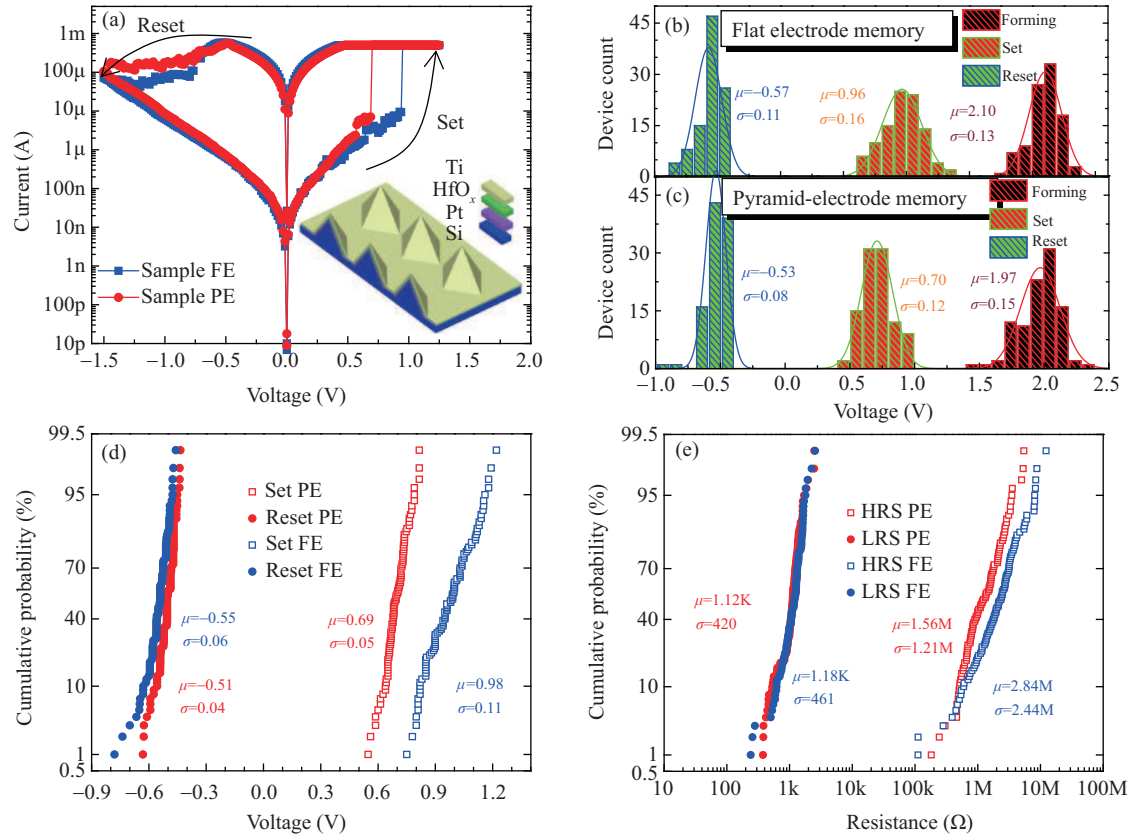 (a)
Reset
Set
1m
100μ
10μ
1μ
100n
10n
1n
100p
10p
Current (A)
Ti
HfOx
Pt
Si
Sample FE
Sample PE
−1.5
−1.0
−0.5
0.0
0.5
1.0
1.5
2.0
Voltage (V)
(b)
Flat electrode memory
Forming
Set
Reset
45
30
15
0
Device count
μ=−0.57
σ=0.11
μ=0.96
σ=0.16
μ=2.10
σ=0.13
(c)
Pyramid-electrode memory
Forming
Set
Reset
45
30
15
0
Device count
μ=−0.53
σ=0.08
μ=0.70
σ=0.12
μ=1.97
σ=0.15
−1.0
−0.5
0.0
0.5
1.0
1.5
2.0
2.5
Voltage (V)
(d)
99.5
95
70
40
10
1
0.5
Cumulative probability (%)
Set PE
Reset PE
Set FE
Reset FE
μ=−0.55
σ=0.06
μ=−0.51
σ=0.04
μ=0.69
σ=0.05
μ=0.98
σ=0.11
−0.9
−0.6
−0.3
0.0
0.3
0.6
0.9
1.2
Voltage (V)
(e)
99.5
95
70
40
10
1
0.5
Cumulative probability (%)
HRS PE
LRS PE
HRS FE
LRS FE
μ=1.12K
σ=420
μ=1.18K
σ=461
μ=1.56M
σ=1.21M
μ=2.84M
σ=2.44M
10
100
1k
10k
100k
1M
10M
100M
Resistance (Ω)